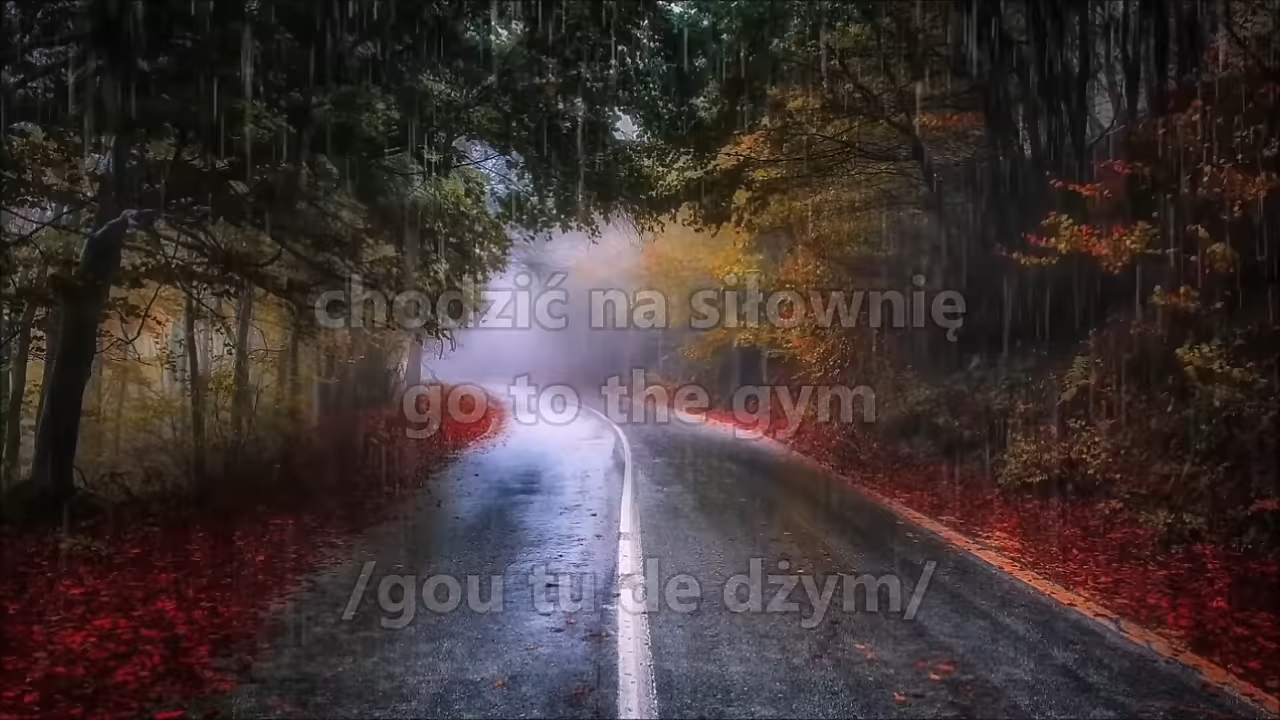 chodzić na siłownię
go to the gym
/gou tu de dżym/